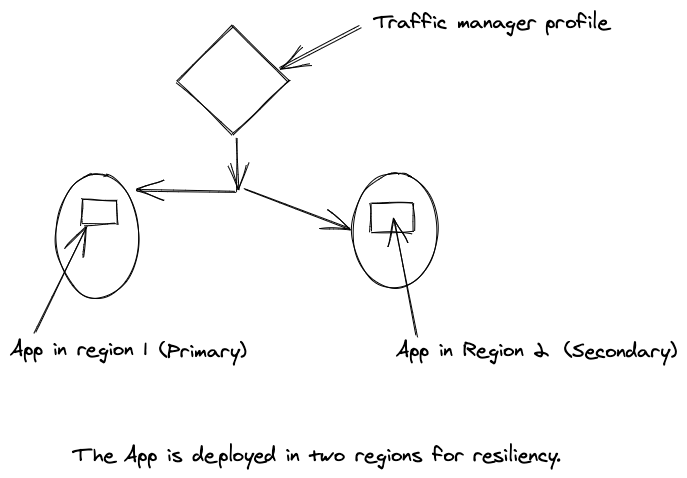 Traffic manager profile
App in region 1 (Primary)
App in Region 2 (Secondary)
The App is deployed in two regions for resiliency.